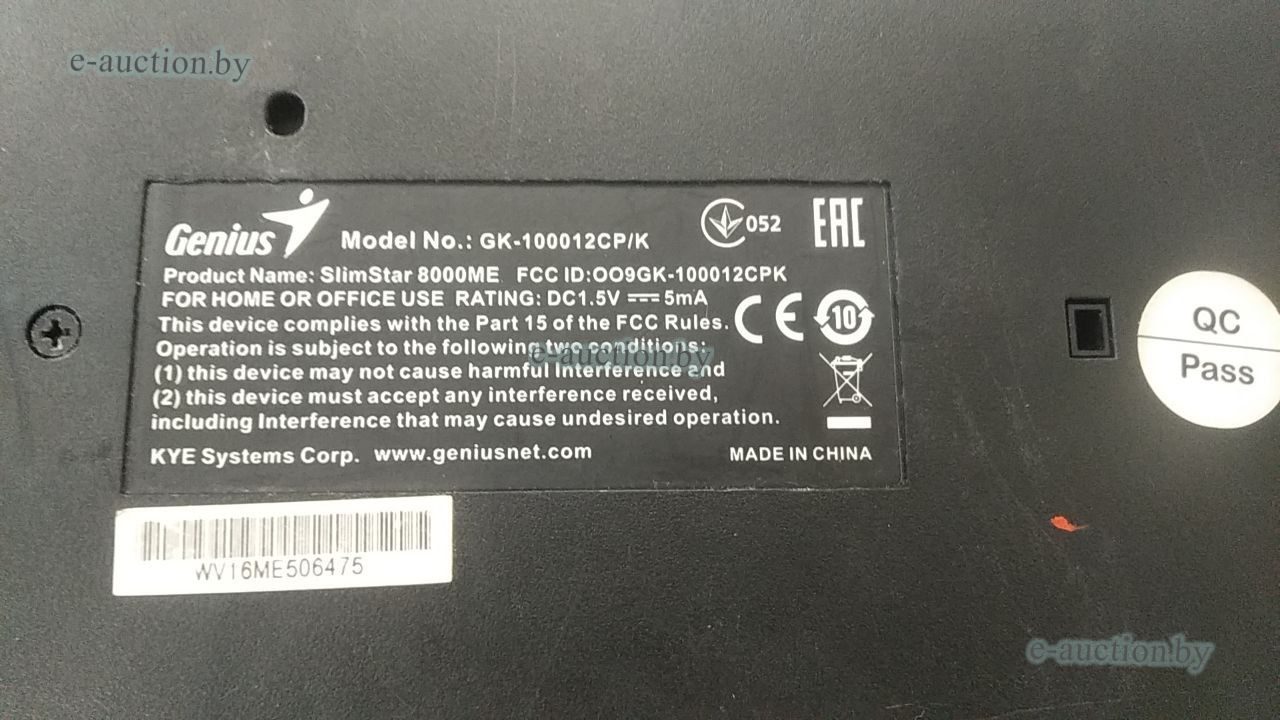 e-auction.by
Genius
Model No.: GK-100012CP/K
052
EAC
Product Name: SlimStar 8000ME FCC ID:OO9GK-100012CPK
FOR HOME OR OFFICE USE RATING: DC1.5V ⎓ 5mA
This device complies with the Part 15 of the FCC Rules.
CE
10
Operation is subject to the following two conditions:
e-auction.by
(1) this device may not cause harmful Interference and
(2) this device must accept any interference received,
including Interference that may cause undesired operation.
KYE Systems Corp. www.geniusnet.com
MADE IN CHINA
QC
Pass
WV16ME506475
e-auction.by